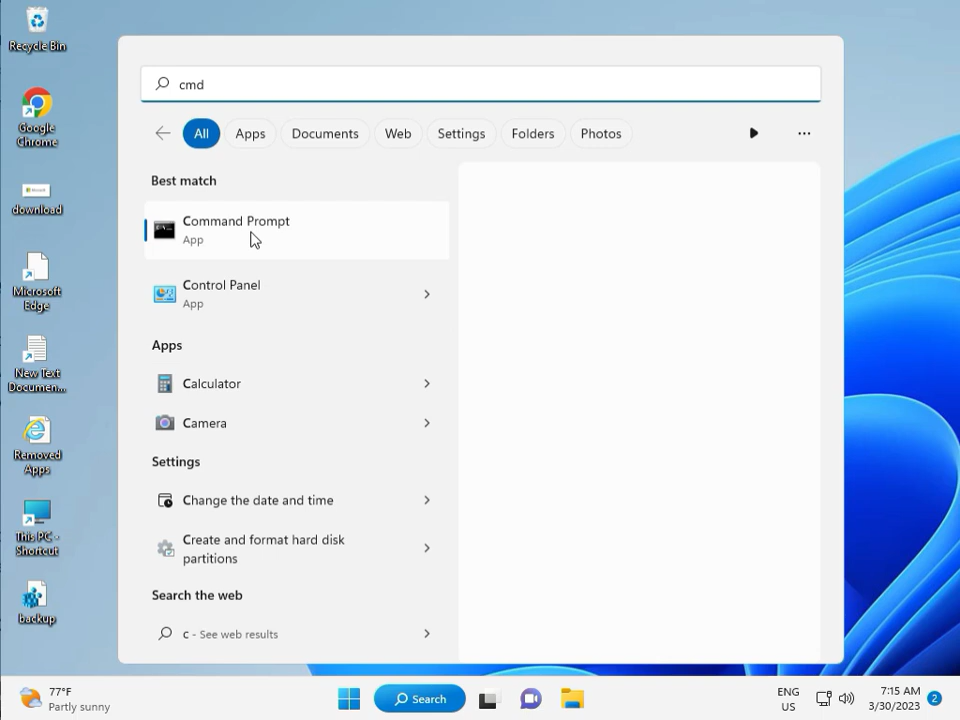 Recycle Bin
Google
Chrome
download
Microsoft
Edge
New Text
Documen...
Removed
Apps
This PC -
Shortcut
backup
cmd
All
Apps
Documents
Web
Settings
Folders
Photos
Best match
Command Prompt
App
Control Panel
App
Apps
Calculator
Camera
Settings
Change the date and time
Create and format hard disk
partitions
Search the web
c - See web results
77°F
Partly sunny
Search
ENG
US
7:15 AM
3/30/2023
2